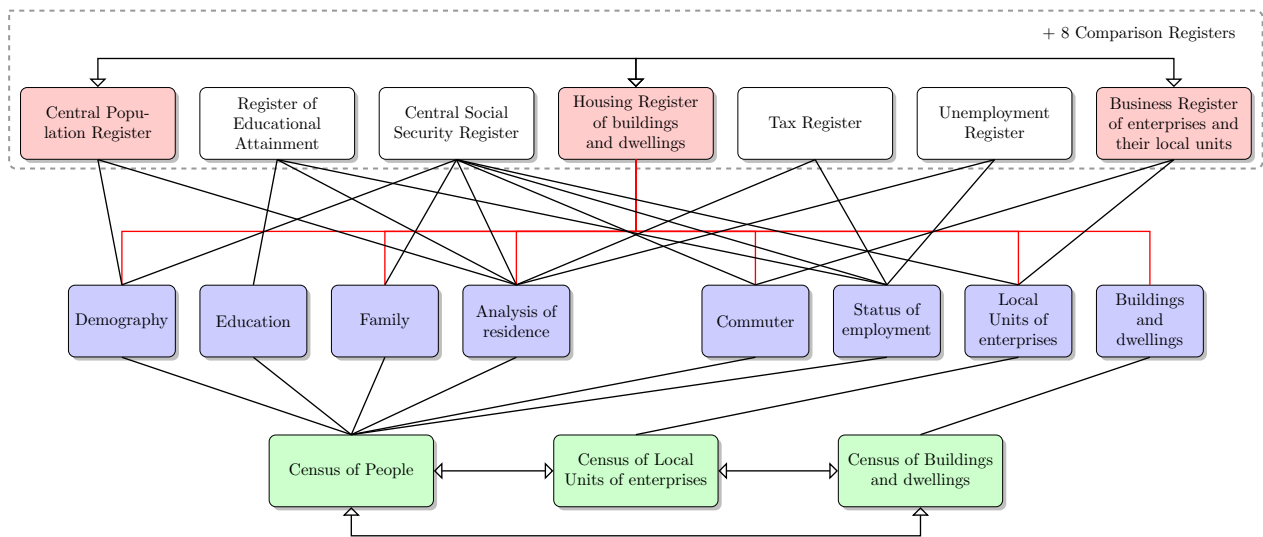 + 8 Comparison Registers
Central Popu-
lation Register
Register of
Educational
Attainment
Central Social
Security Register
Housing Register
of buildings
and dwellings
Tax Register
Unemployment
Register
Business Register
of enterprises and
their local units
Demography
Education
Family
Analysis of
residence
Commuter
Status of
employment
Local
Units of
enterprises
Buildings
and
dwellings
Census of People
Census of Local
Units of enterprises
Census of Buildings
and dwellings